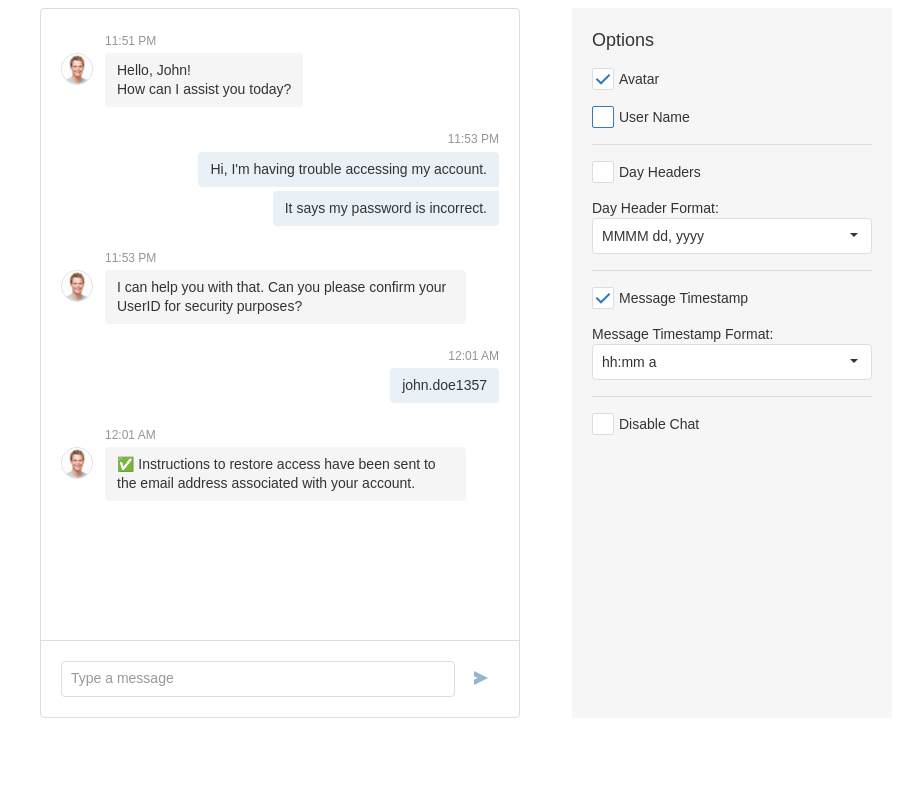 11:51 PM
Hello, John!
How can I assist you today?
11:53 PM
Hi, I'm having trouble accessing my account.
It says my password is incorrect.
11:53 PM
I can help you with that. Can you please confirm your
UserID for security purposes?
12:01 AM
john.doe1357
12:01 AM
✅ Instructions to restore access have been sent to
the email address associated with your account.
Type a message
Options
Avatar
User Name
Day Headers
Day Header Format:
MMMM dd, yyyy
Message Timestamp
Message Timestamp Format:
hh:mm a
Disable Chat